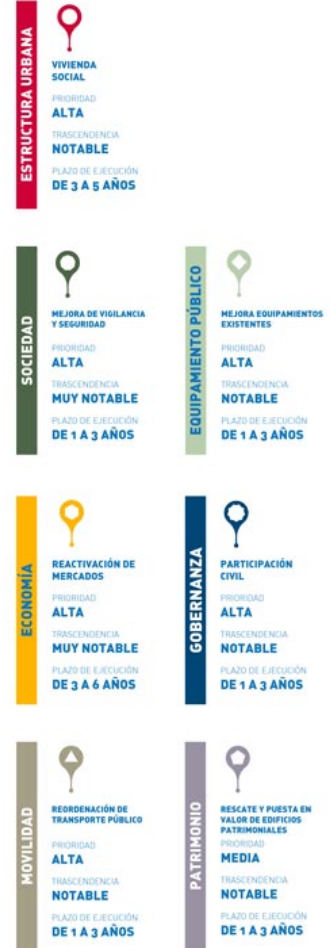 ESTRUCTURA URBANA
VIVIENDA
SOCIAL
PRIORIDAD
ALTA
TRASCENDENCIA
NOTABLE
PLAZO DE EJECUCIÓN
DE 3 A 5 AÑOS
SOCIEDAD
MEJORA DE VIGILANCIA
Y SEGURIDAD
PRIORIDAD
ALTA
TRASCENDENCIA
MUY NOTABLE
PLAZO DE EJECUCIÓN
DE 1 A 3 AÑOS
EQUIPAMIENTO PÚBLICO
MEJORA EQUIPAMIENTOS
EXISTENTES
PRIORIDAD
ALTA
TRASCENDENCIA
NOTABLE
PLAZO DE EJECUCIÓN
DE 1 A 3 AÑOS
ECONOMÍA
REACTIVACIÓN DE
MERCADOS
PRIORIDAD
ALTA
TRASCENDENCIA
MUY NOTABLE
PLAZO DE EJECUCIÓN
DE 3 A 6 AÑOS
GOBERNANZA
PARTICIPACIÓN
CIVIL
PRIORIDAD
ALTA
TRASCENDENCIA
NOTABLE
PLAZO DE EJECUCIÓN
DE 1 A 3 AÑOS
MOVILIDAD
REORDENACIÓN DE
TRANSPORTE PÚBLICO
PRIORIDAD
ALTA
TRASCENDENCIA
NOTABLE
PLAZO DE EJECUCIÓN
DE 1 A 3 AÑOS
PATRIMONIO
RESCATE Y PUESTA EN
VALOR DE EDIFICIOS
PATRIMONIALES
PRIORIDAD
MEDIA
TRASCENDENCIA
NOTABLE
PLAZO DE EJECUCIÓN
DE 1 A 3 AÑOS